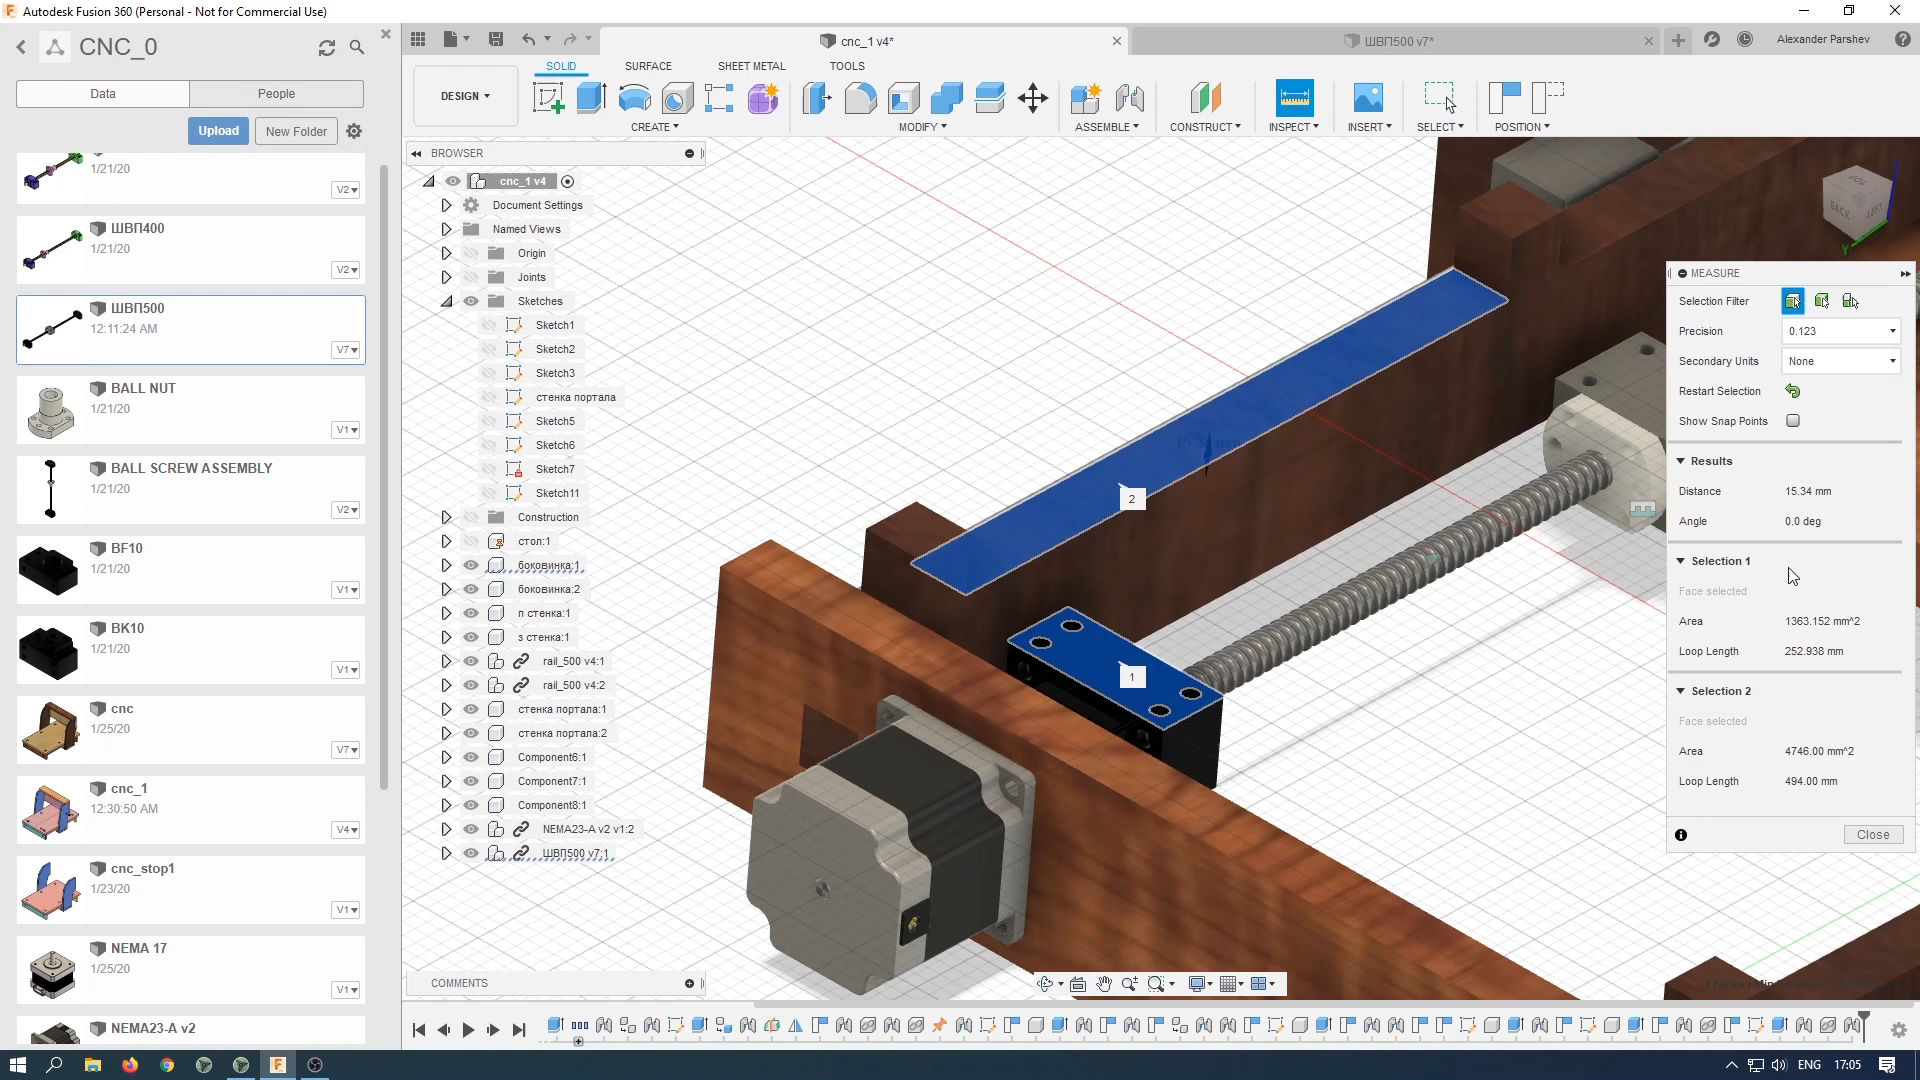 Autodesk Fusion 360 (Personal - Not for Commercial Use)
CNC_0
Data
People
Upload
New Folder
1/21/20
V2
ШВП400
1/21/20
V2
ШВП500
12:11:24 AM
V7
BALL NUT
1/21/20
V1
BALL SCREW ASSEMBLY
1/21/20
V2
BF10
1/21/20
V1
BK10
1/21/20
V1
cnc
1/25/20
V7
cnc_1
12:30:50 AM
V4
cnc_stop1
1/23/20
V1
NEMA 17
1/25/20
V1
NEMA23-A v2
cnc_1 v4*
ШВП500 v7*
Alexander Parshev
DESIGN
SOLID
SURFACE
SHEET METAL
TOOLS
CREATE
MODIFY
ASSEMBLE
CONSTRUCT
INSPECT
INSERT
SELECT
POSITION
BROWSER
cnc_1 v4
Document Settings
Named Views
Origin
Joints
Sketches
Sketch1
Sketch2
Sketch3
стенка портала
Sketch5
Sketch6
Sketch7
Sketch11
Construction
стол:1
боковинка:1
боковинка:2
п стенка:1
з стенка:1
rail_500 v4:1
rail_500 v4:2
стенка портала:1
стенка портала:2
Component6:1
Component7:1
Component8:1
NEMA23-A v2 v1:2
ШВП500 v7:1
COMMENTS
TOP
BACK
LEFT
Y
15.34 mm
2
1
MEASURE
Selection Filter
Precision
0.123
Secondary Units
None
Restart Selection
Show Snap Points
Results
Distance
15.34 mm
Angle
0.0 deg
Selection 1
Face selected
Area
1363.152 mm^2
Loop Length
252.938 mm
Selection 2
Face selected
Area
4746.00 mm^2
Loop Length
494.00 mm
Close
ENG
17:05